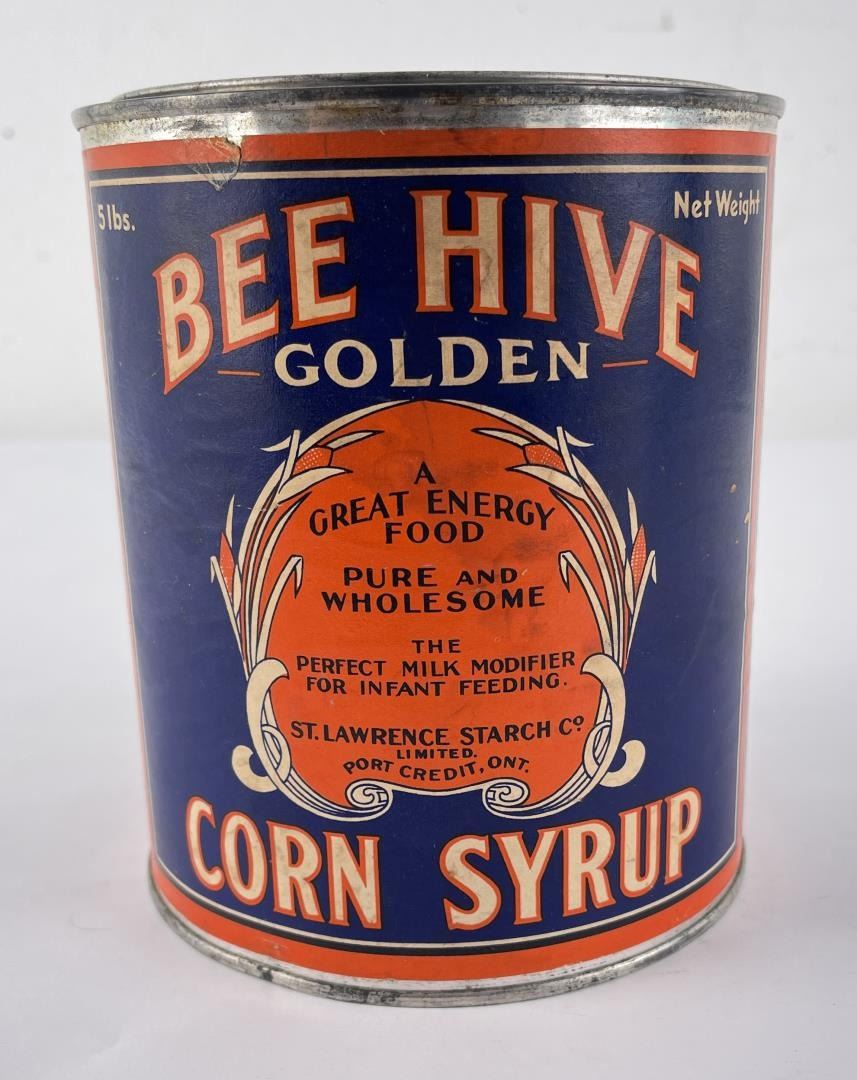 5 lbs.
Net Weight
BEE HIVE
GOLDEN
A
GREAT ENERGY
FOOD
PURE AND
WHOLESOME
THE
PERFECT MILK MODIFIER
FOR INFANT FEEDING.
ST. LAWRENCE STARCH Co.
LIMITED.
PORT CREDIT, ONT.
CORN SYRUP